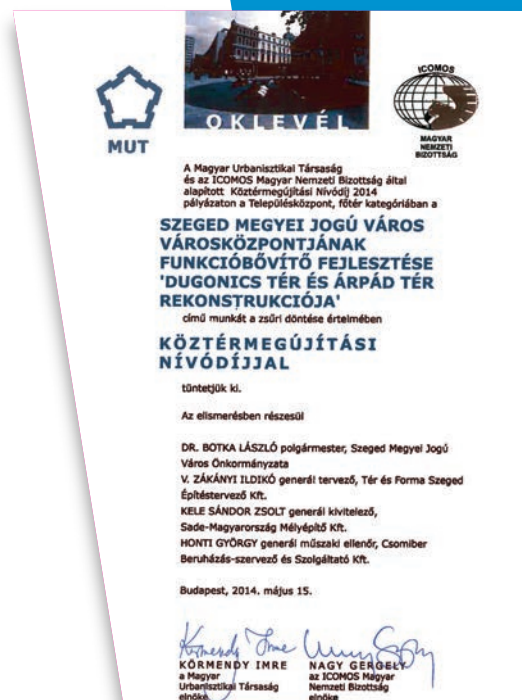 OKLEVÉL
MUT
ICOMOS
MAGYAR
NEMZETI
BIZOTTSÁG
A Magyar Urbanisztikai Társaság
és az ICOMOS Magyar Nemzeti Bizottság által
alapított Köztérmegújítási Nívódíj 2014
pályázaton a Településközpont, főtér kategóriában a
SZEGED MEGYEI JOGÚ VÁROS
VÁROSKÖZPONTJÁNAK
FUNKCIÓBŐVÍTŐ FEJLESZTÉSE
'DUGONICS TÉR ÉS ÁRPÁD TÉR
REKONSTRUKCIÓJA'
című munkát a zsűri döntése értelmében
KÖZTÉRMEGÚJÍTÁSI
NÍVÓDÍJJAL
tüntetjük ki.
Az elismerésben részesül
DR. BOTKA LÁSZLÓ polgármester, Szeged Megyei Jogú
Város Önkormányzata
V. ZÁKÁNYI ILDIKÓ generál tervező, Tér és Forma Szeged
Építéstervező Kft.
KELE SÁNDOR ZSOLT generál kivitelező,
Sade-Magyarország Mélyépítő Kft.
HONTI GYÖRGY generál műszaki ellenőr, Csomiber
Beruházás-szervező és Szolgáltató Kft.
Budapest, 2014. május 15.
Körmendy Imre
KÖRMENDY IMRE
a Magyar
Urbanisztikai Társaság
elnöke
NAGY GERGELY
az ICOMOS Magyar
Nemzeti Bizottság
elnöke